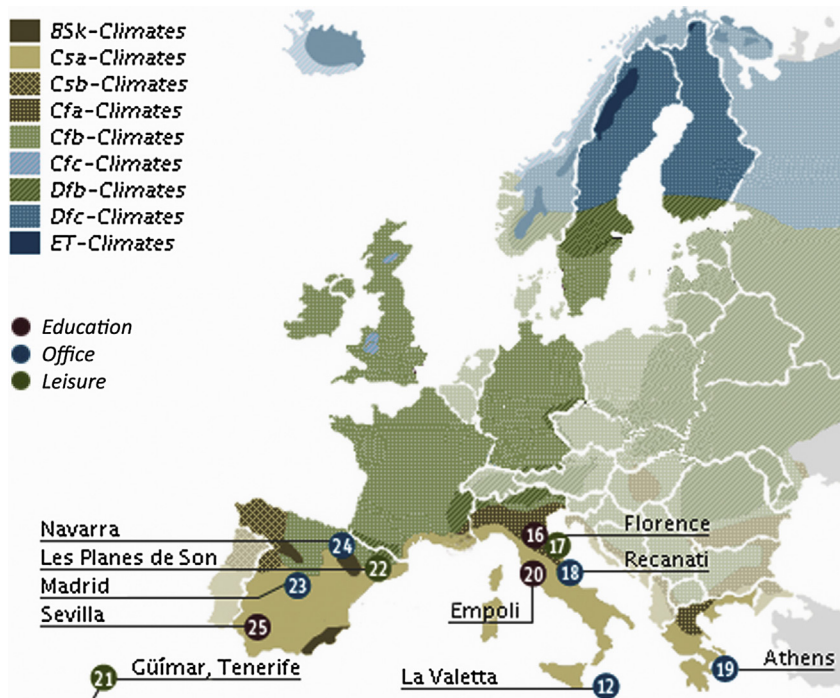 BSk-Climates
Csa-Climates
Csb-Climates
Cfa-Climates
Cfb-Climates
Cfc-Climates
Dfb-Climates
Dfc-Climates
ET-Climates
Education
Office
Leisure
Navarra
24
Les Planes de Son
22
Madrid
23
Sevilla
25
21
Güímar, Tenerife
16
17
Florence
18
Recanati
20
Empoli
La Valetta
12
19
Athens